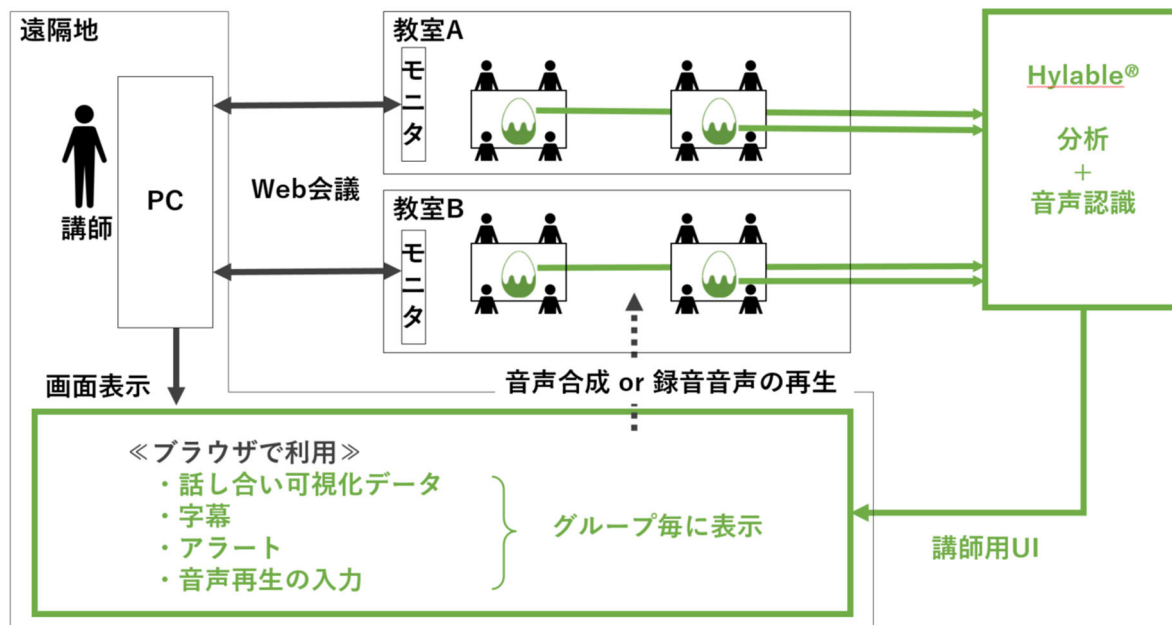 遠隔地
講師
PC
Web会議
教室A
モニタ
教室B
モニタ
Hylable®
分析
+
音声認識
画面表示
音声合成 or 録音音声の再生
≪ブラウザで利用≫
・話し合い可視化データ
・字幕
・アラート
・音声再生の入力
グループ毎に表示
講師用UI